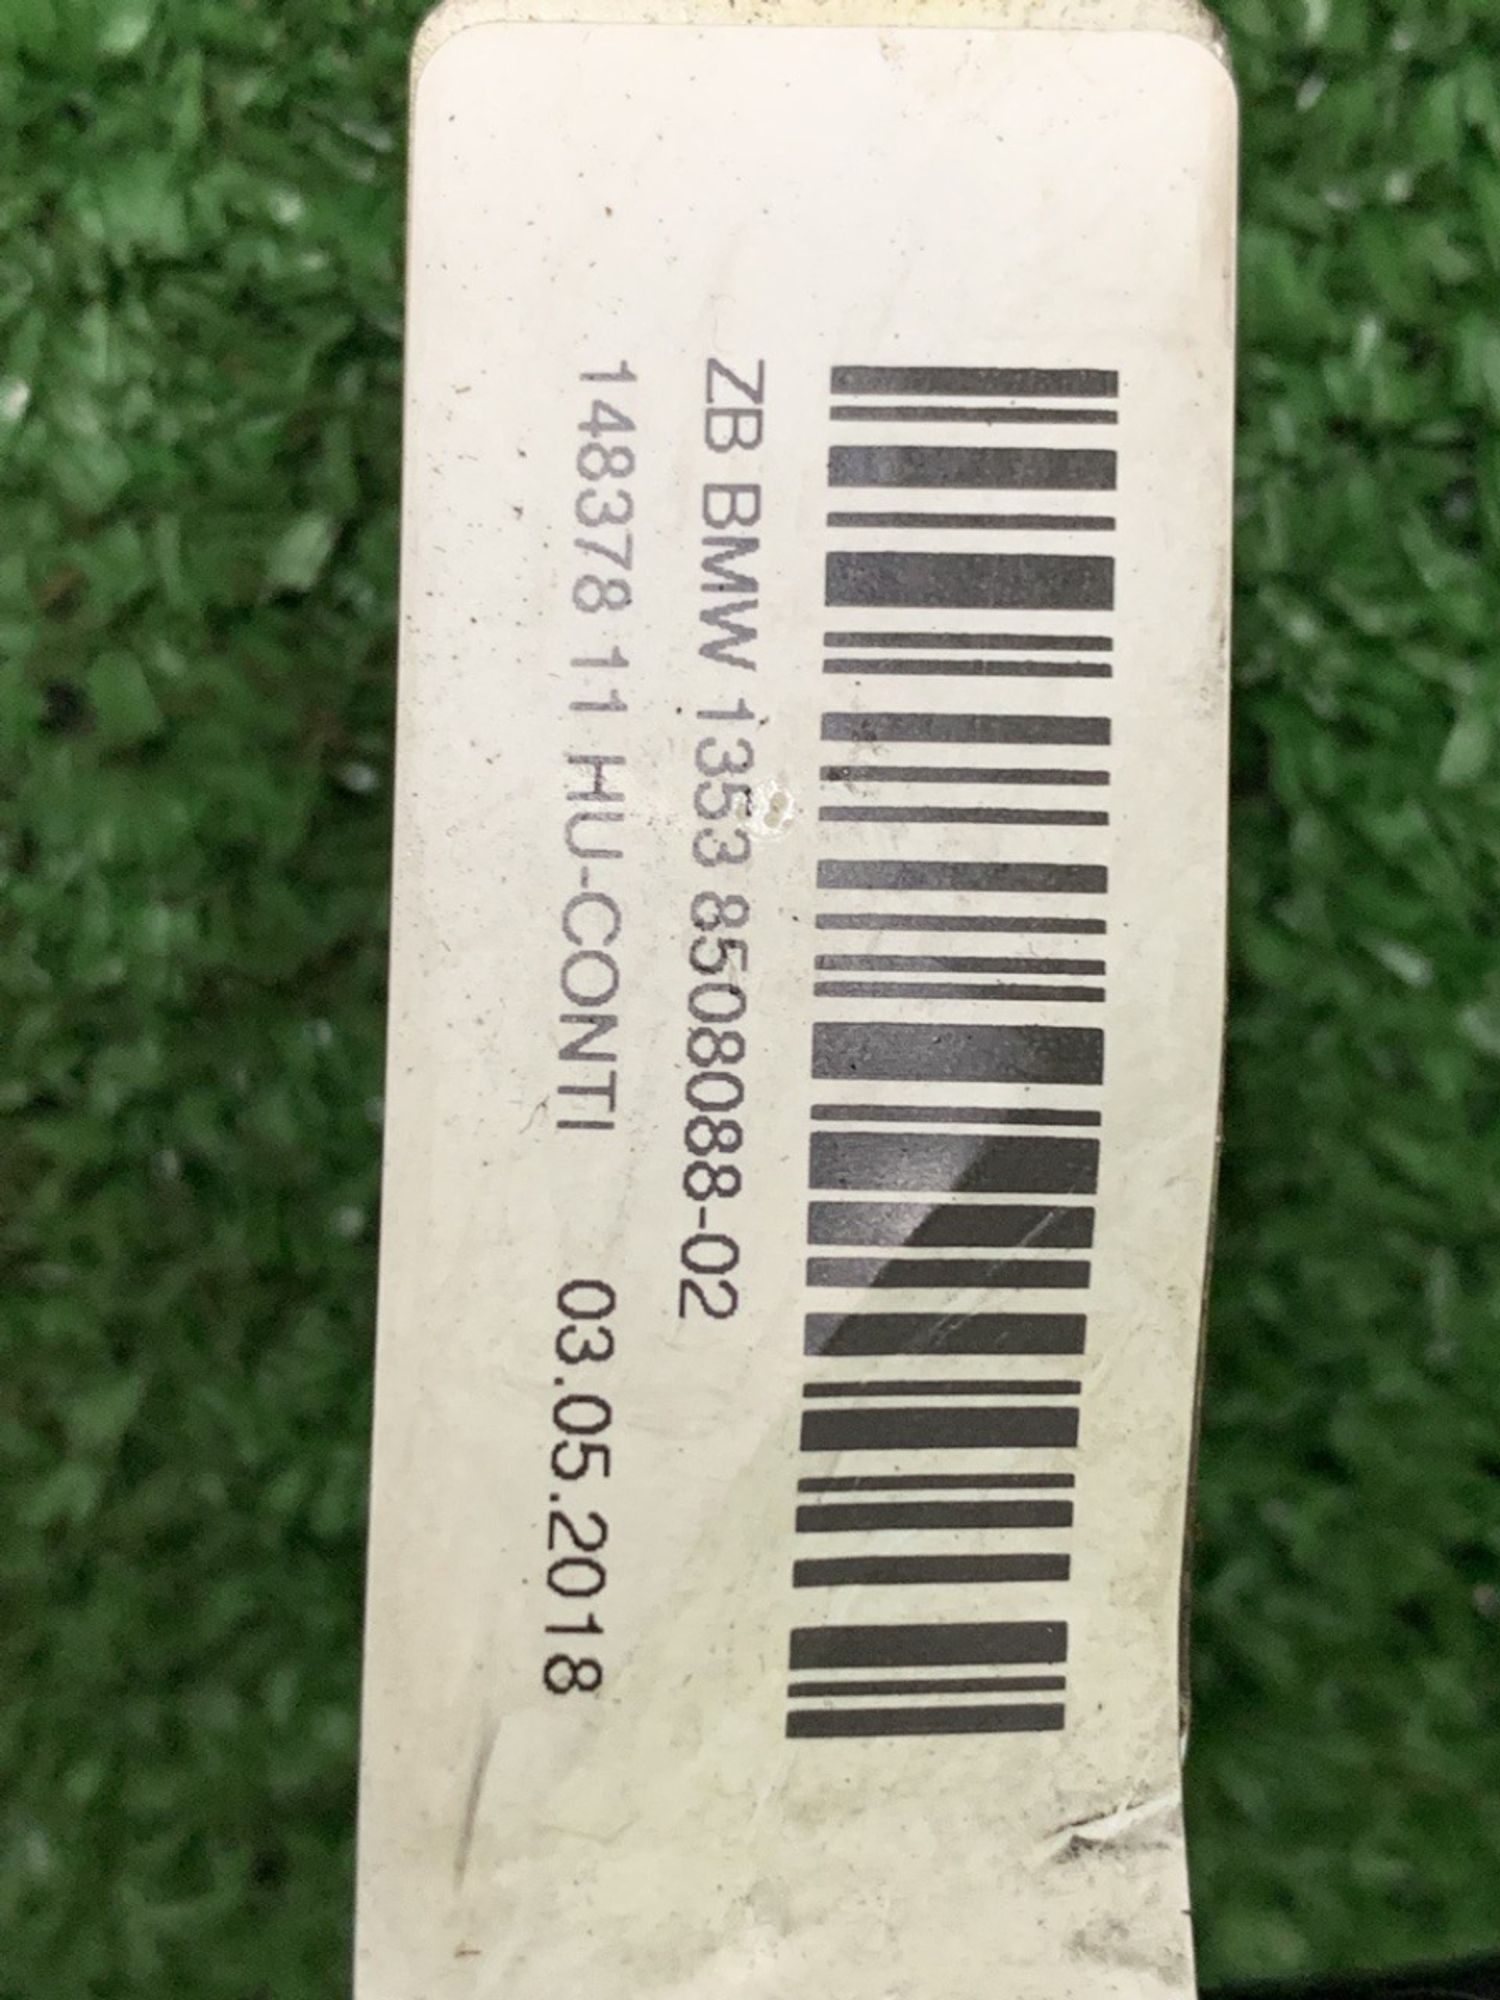 ZB BMW 1353 8508088-02
148378 11 HU-CONTI 03.05.2018